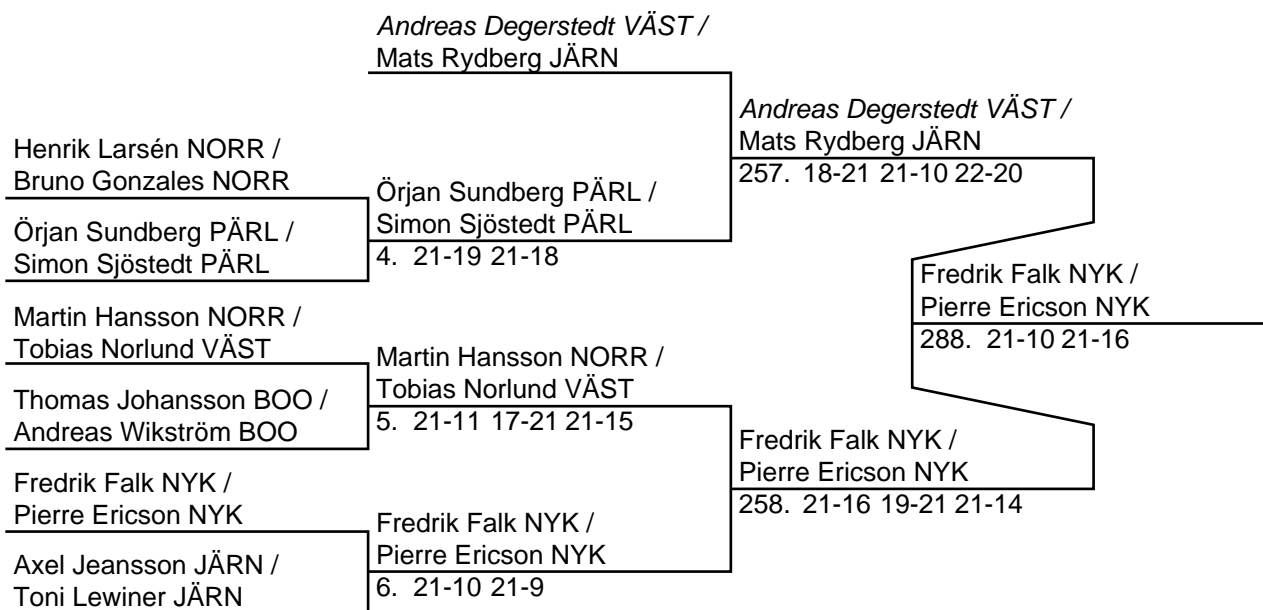 Andreas Degerstedt VÄST /
Mats Rydberg JÄRN
Andreas Degerstedt VÄST /
Mats Rydberg JÄRN
257. 18-21 21-10 22-20
Henrik Larsén NORR /
Bruno Gonzales NORR
Örjan Sundberg PÄRL /
Simon Sjöstedt PÄRL
4. 21-19 21-18
Örjan Sundberg PÄRL /
Simon Sjöstedt PÄRL
Fredrik Falk NYK /
Pierre Ericson NYK
288. 21-10 21-16
Martin Hansson NORR /
Tobias Norlund VÄST
Martin Hansson NORR /
Tobias Norlund VÄST
5. 21-11 17-21 21-15
Thomas Johansson BOO /
Andreas Wikström BOO
Fredrik Falk NYK /
Pierre Ericson NYK
258. 21-16 19-21 21-14
Fredrik Falk NYK /
Pierre Ericson NYK
Fredrik Falk NYK /
Pierre Ericson NYK
6. 21-10 21-9
Axel Jeansson JÄRN /
Toni Lewiner JÄRN